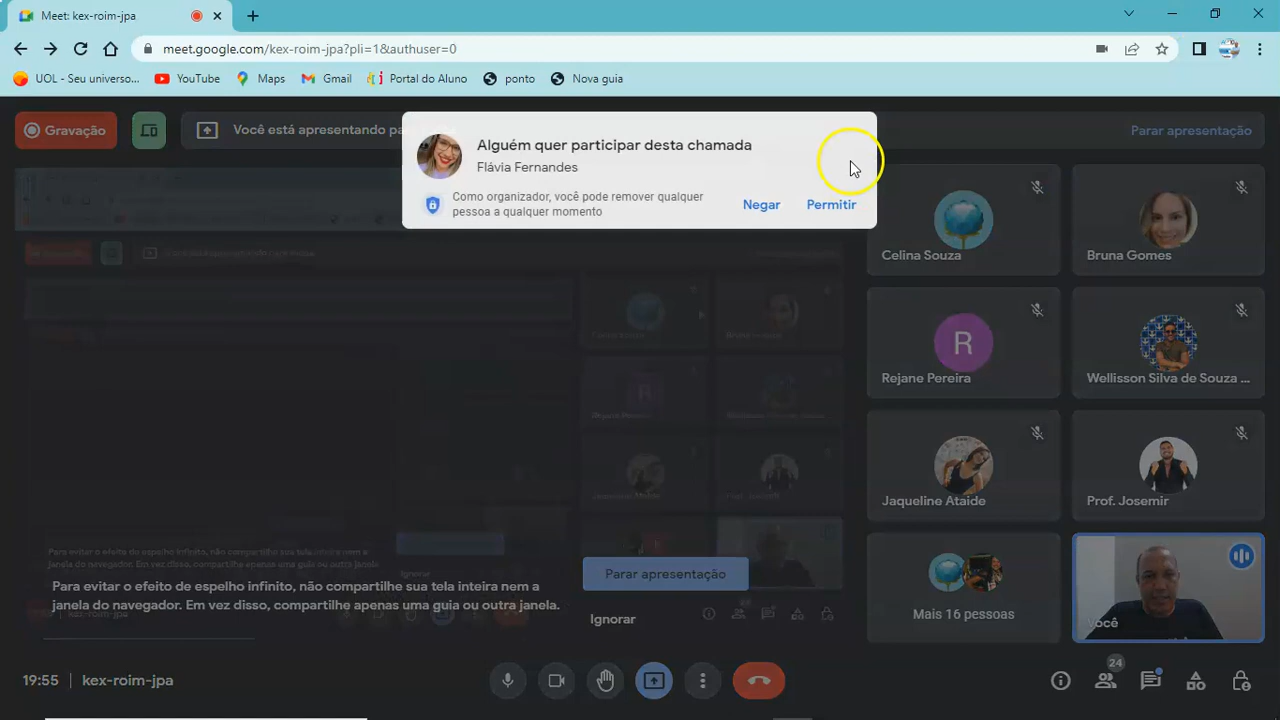 Meet: kex-roim-jpa
meet.google.com/kex-roim-jpa?pli=1&authuser=0
UOL - Seu universo...
YouTube
Maps
Gmail
Portal do Aluno
ponto
Nova guia
Gravação
Você está apresentando pa
Parar apresentação
Alguém quer participar desta chamada
Flávia Fernandes
Como organizador, você pode remover qualquer
pessoa a qualquer momento
Negar
Permitir
Celina Souza
Bruna Gomes
R
Rejane Pereira
Wellisson Silva de Souza ...
Jaqueline Ataide
Prof. Josemir
Mais 16 pessoas
Você
Para evitar o efeito de espelho infinito, não compartilhe sua tela inteira nem a
janela do navegador. Em vez disso, compartilhe apenas uma guia ou outra janela.
Parar apresentação
Ignorar
19:55
kex-roim-jpa
24